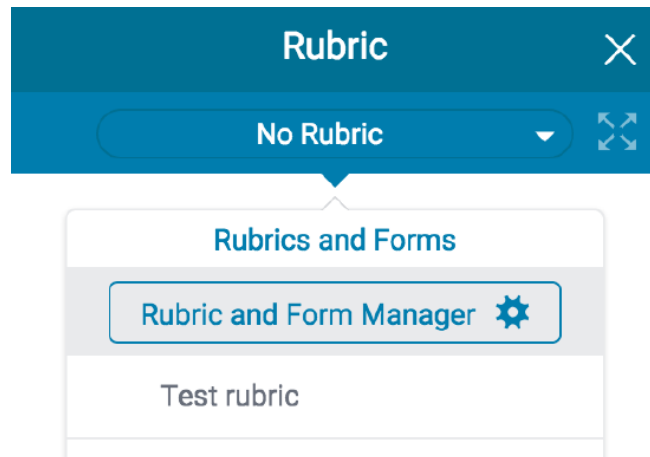 Rubric
No Rubric
Rubrics and Forms
Rubric and Form Manager
Test rubric